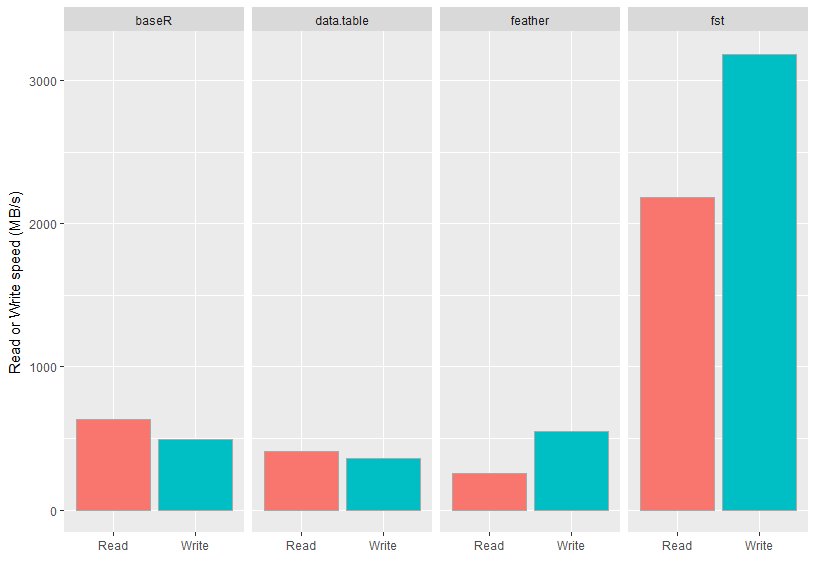 baseR data.table feather fst
Read or Write speed (MB/s)
3000
2000
1000
0
Read Write Read Write Read Write Read Write